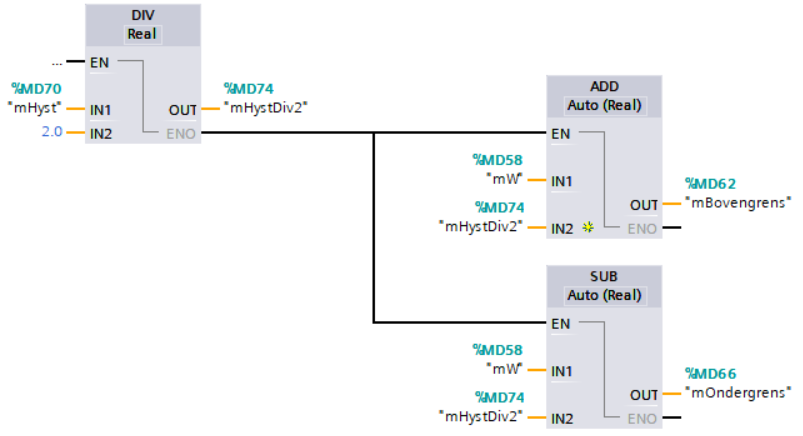 DIV
Real
...
EN
%MD70
"mHyst"
IN1
2.0
IN2
OUT
%MD74
"mHystDiv2"
ENO
ADD
Auto (Real)
EN
%MD58
"mW"
IN1
%MD74
"mHystDiv2"
IN2
OUT
%MD62
"mBovengrens"
ENO
SUB
Auto (Real)
EN
%MD58
"mW"
IN1
%MD74
"mHystDiv2"
IN2
OUT
%MD66
"mOndergrens"
ENO